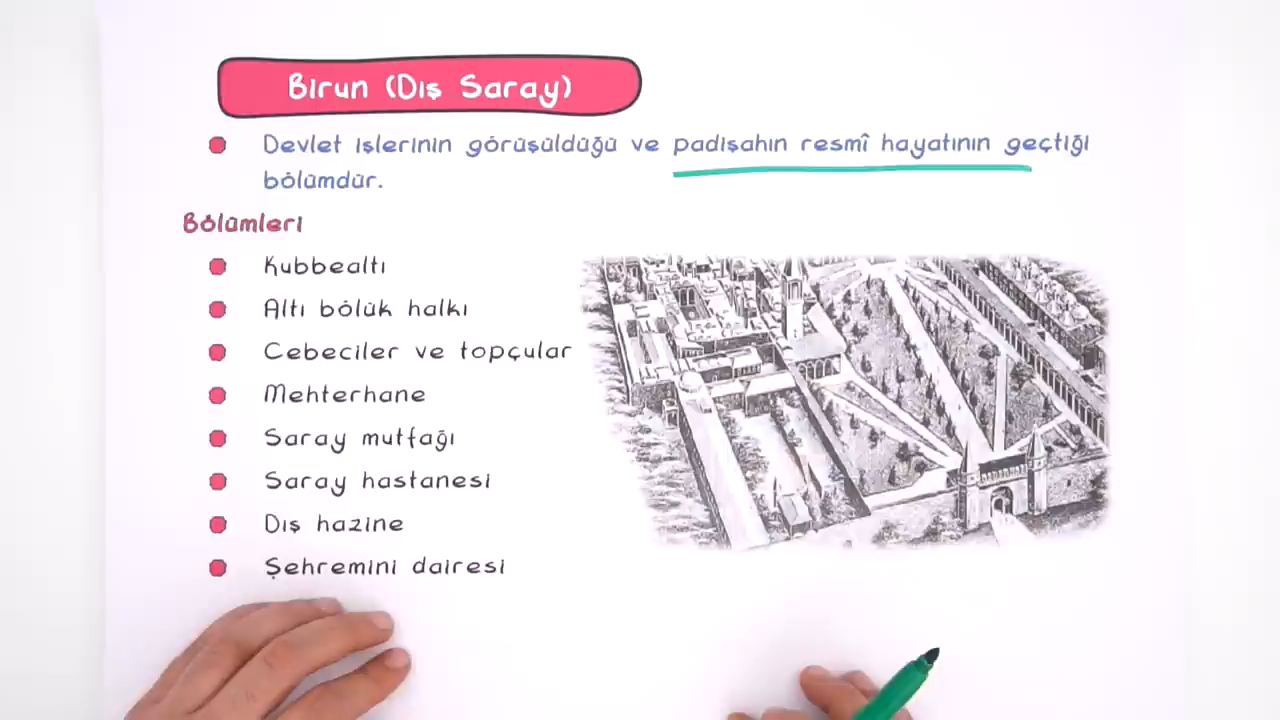 Birun (Dış Saray)
Devlet işlerinin görüşüldüğü ve padişahın resmî hayatının geçtiği
bölümdür.
Bölümleri
Kubbealtı
Altı bölük halkı
Cebeciler ve topçular
Mehterhane
Saray mutfağı
Saray hastanesi
Dış hazine
Şehremini dairesi